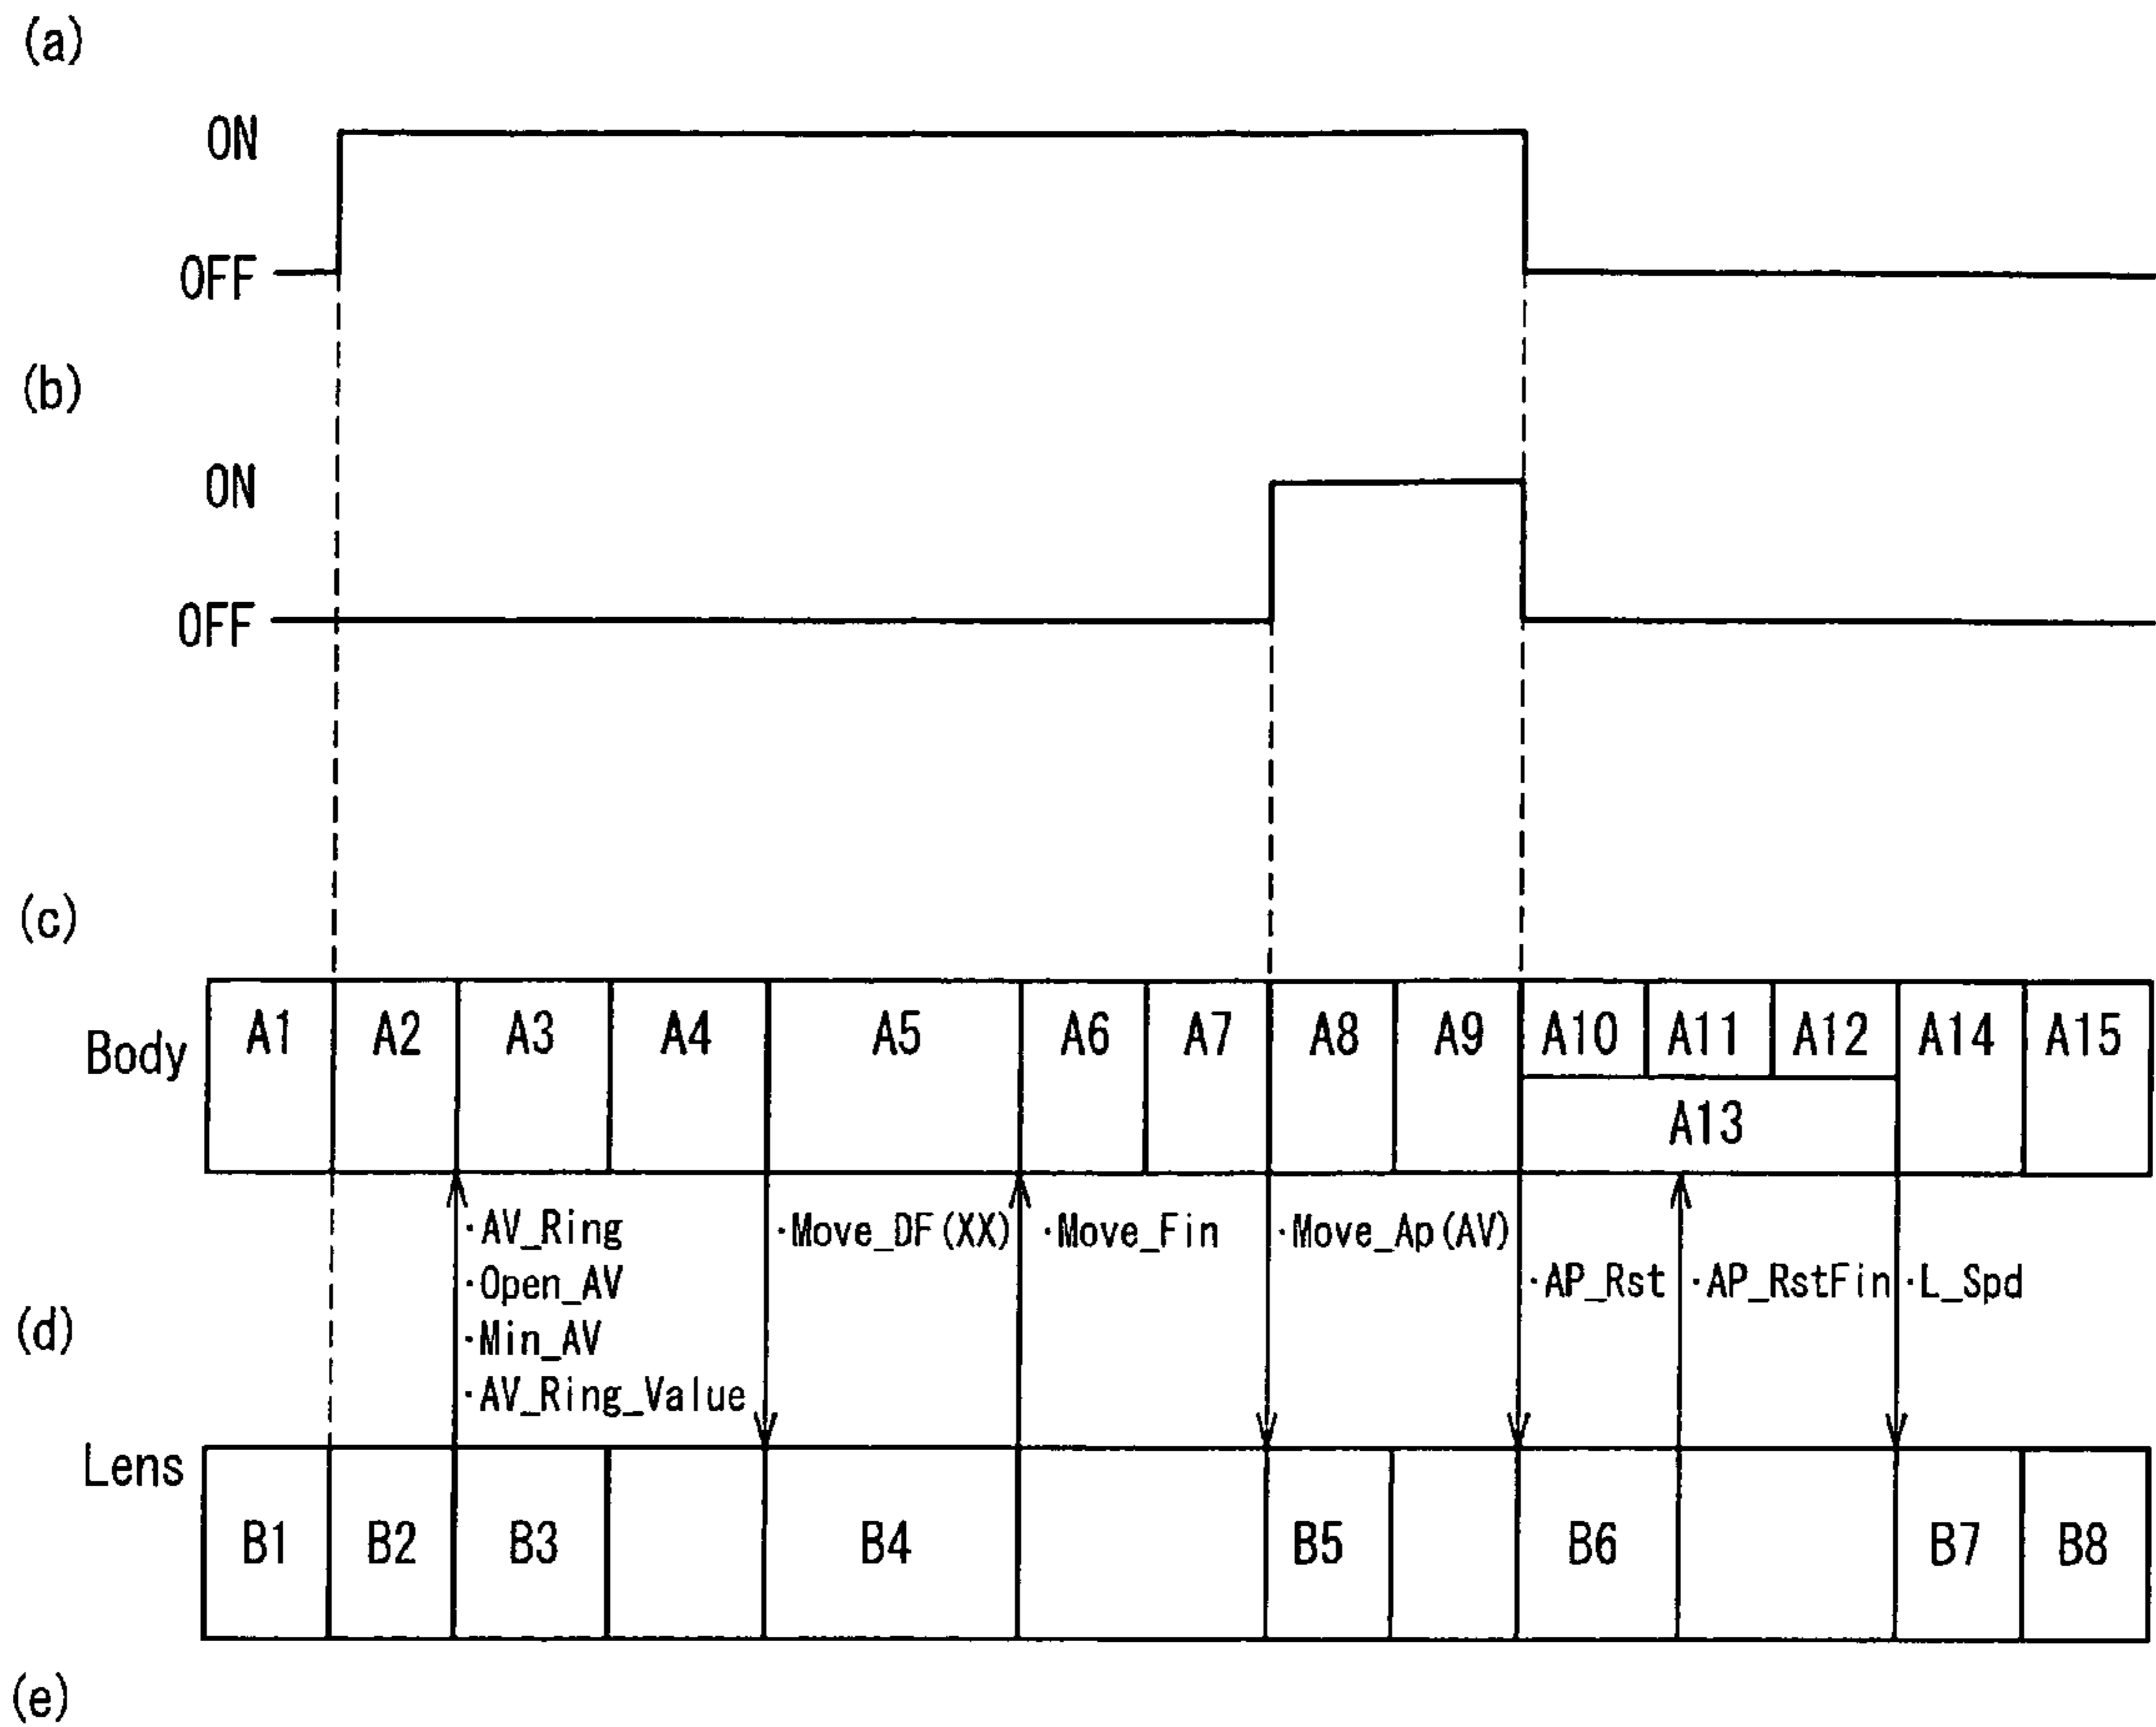 (a)
ON
OFF
(b)
ON
OFF
(c)
Body
A1 A2 A3 A4 A5 A6 A7 A8 A9 A10 A11 A12 A14 A15
A13
·AV_Ring
·Open_AV
·Min_AV
·AV_Ring_Value
·Move_DF(XX)
·Move_Fin
·Move_Ap(AV)
·AP_Rst
·AP_RstFin
·L_Spd
(d)
Lens
B1 B2 B3 B4 B5 B6 B7 B8
(e)